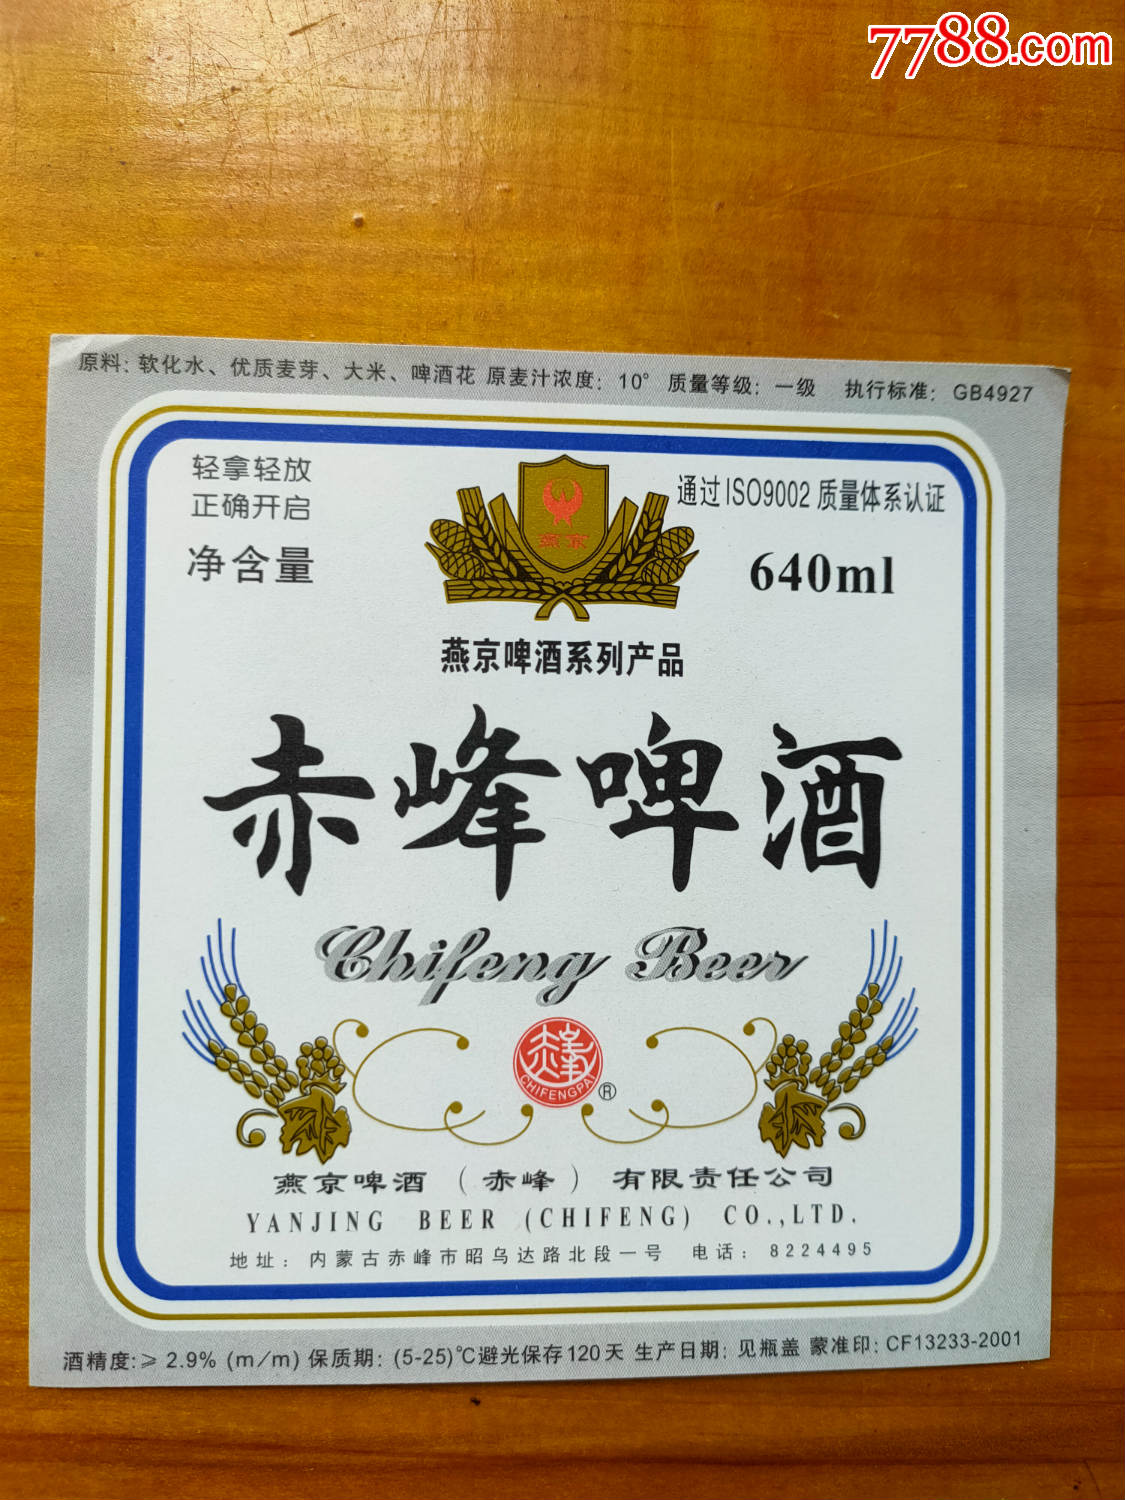 7788.com
原料: 软化水、优质麦芽、大米、啤酒花 原麦汁浓度: 10° 质量等级: 一级 执行标准: GB4927
轻拿轻放
正确开启
通过ISO9002质量体系认证
净含量
640ml
燕京
燕京啤酒系列产品
赤峰啤酒
Chifeng Beer
赤峰
CHIFENGPAI
®
燕京啤酒(赤峰)有限责任公司
YANJING BEER (CHIFENG) CO.,LTD.
地址: 内蒙古赤峰市昭乌达路北段一号 电话: 8224495
酒精度:≥2.9% (m/m) 保质期: (5-25)℃避光保存120天 生产日期: 见瓶盖 蒙准印: CF13233-2001